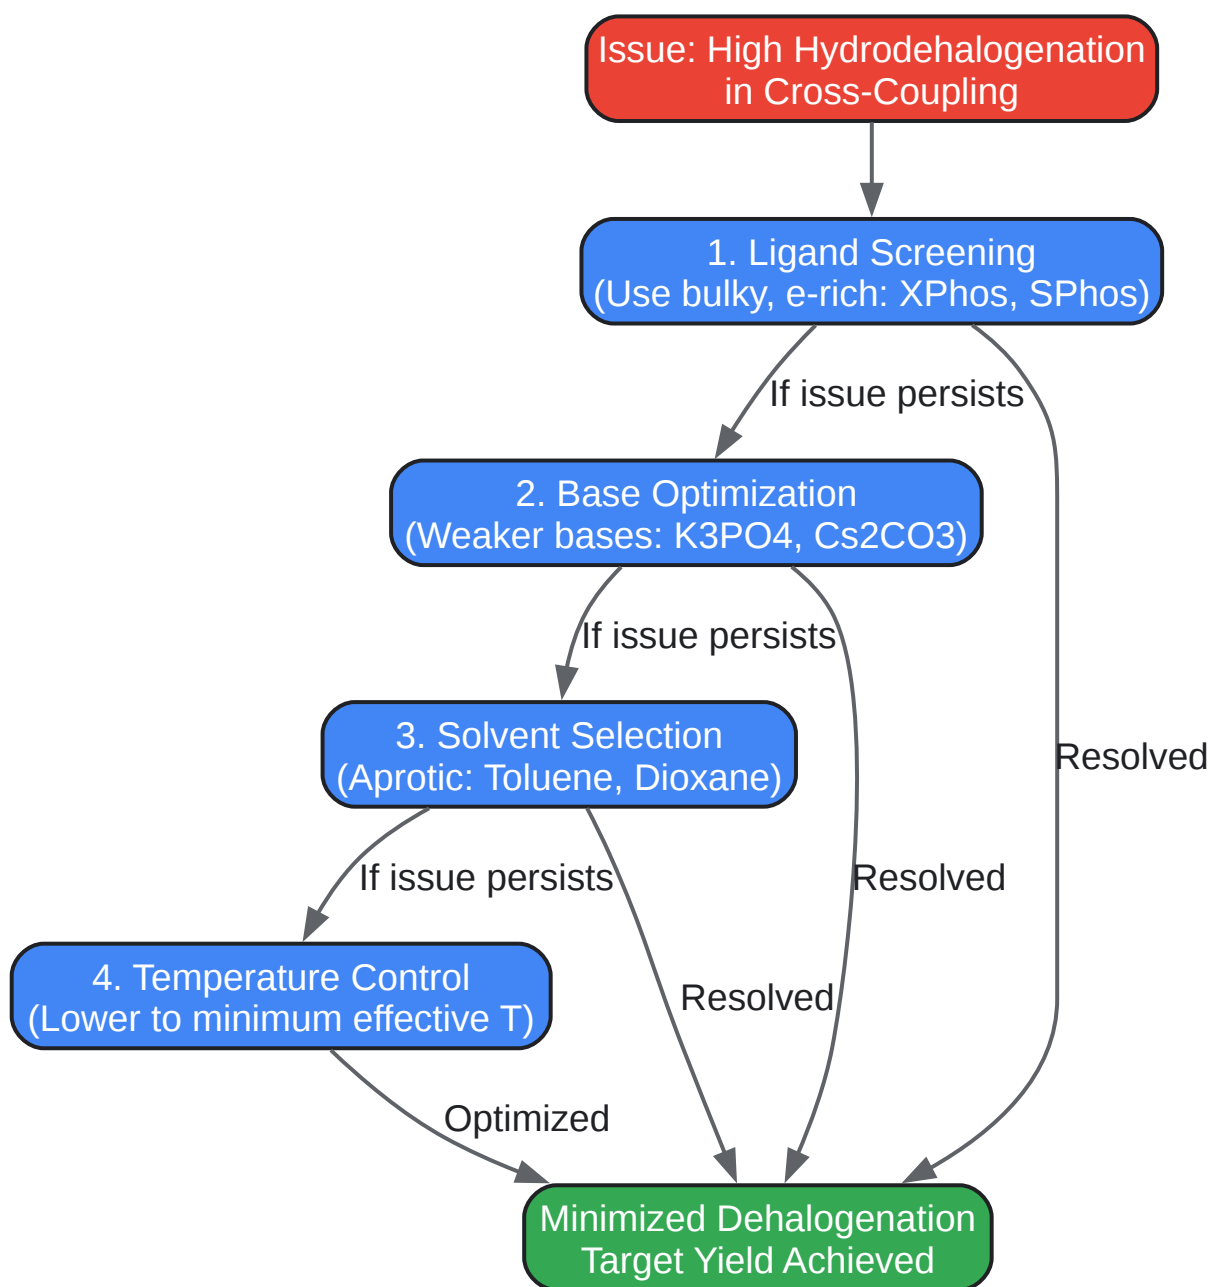 Issue: High Hydrodehalogenation
in Cross-Coupling
1. Ligand Screening
(Use bulky, e-rich: XPhos, SPhos)
If issue persists
2. Base Optimization
(Weaker bases: K3PO4, Cs2CO3)
If issue persists
3. Solvent Selection
(Aprotic: Toluene, Dioxane)
Resolved
If issue persists
Resolved
4. Temperature Control
(Lower to minimum effective T)
Resolved
Optimized
Minimized Dehalogenation
Target Yield Achieved